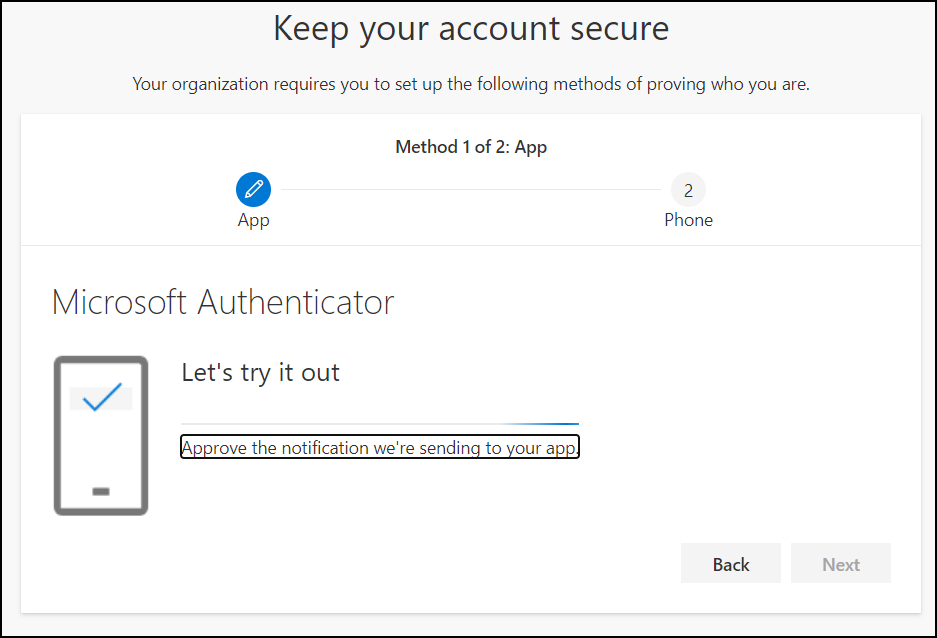 Keep your account secure
Your organization requires you to set up the following methods of proving who you are.
Method 1 of 2: App
2
App
Phone
Microsoft Authenticator
Let's try it out
Approve the notification we're sending to your app.
Back
Next